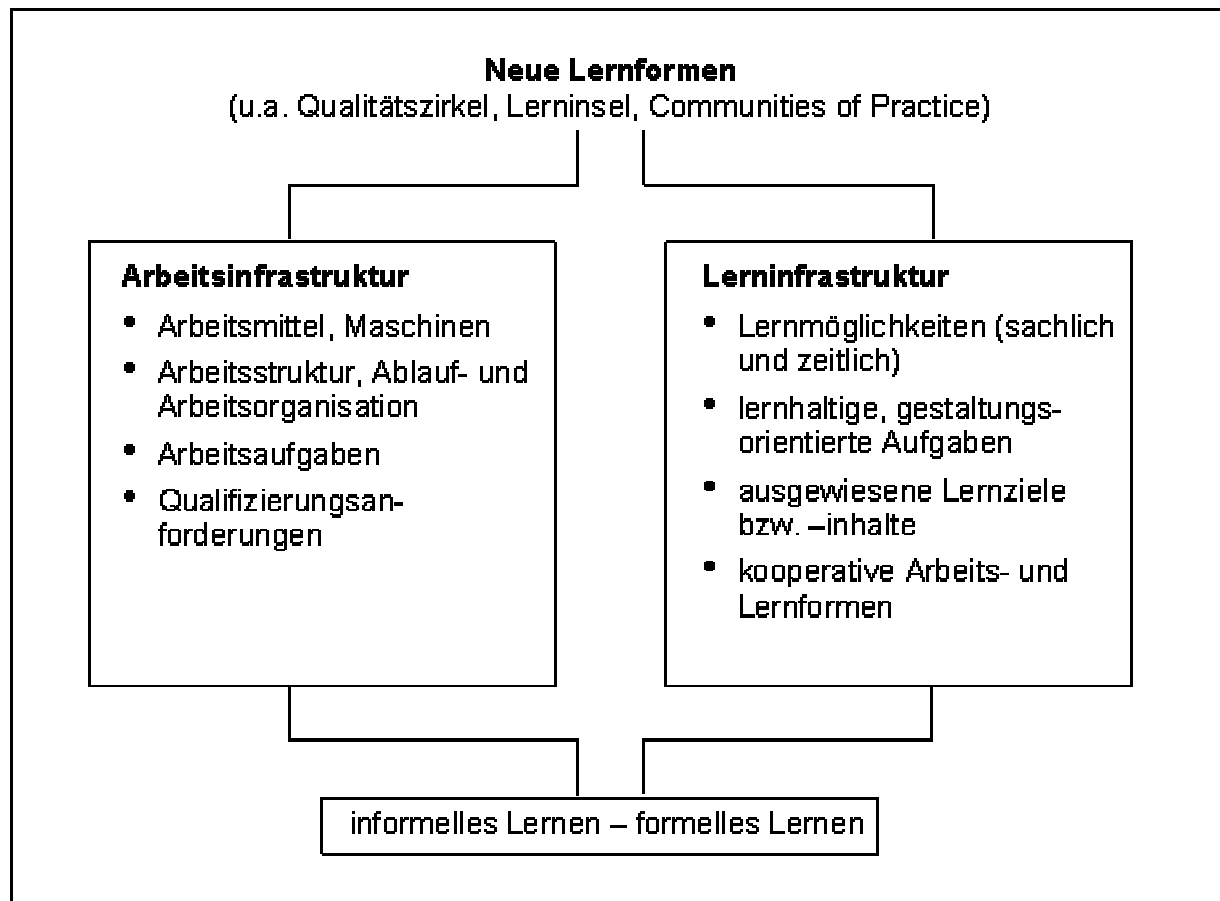 Neue Lernformen
(u.a. Qualitätszirkel, Lerninsel, Communities of Practice)
Arbeitsinfrastruktur
• Arbeitsmittel, Maschinen
• Arbeitsstruktur, Ablauf- und
Arbeitsorganisation
• Arbeitsaufgaben
• Qualifizierungsan-
forderungen
Lerninfrastruktur
• Lernmöglichkeiten (sachlich
und zeitlich)
• lernhaltige, gestaltungs-
orientierte Aufgaben
• ausgewiesene Lernziele
bzw. –inhalte
• kooperative Arbeits- und
Lernformen
informelles Lernen – formelles Lernen